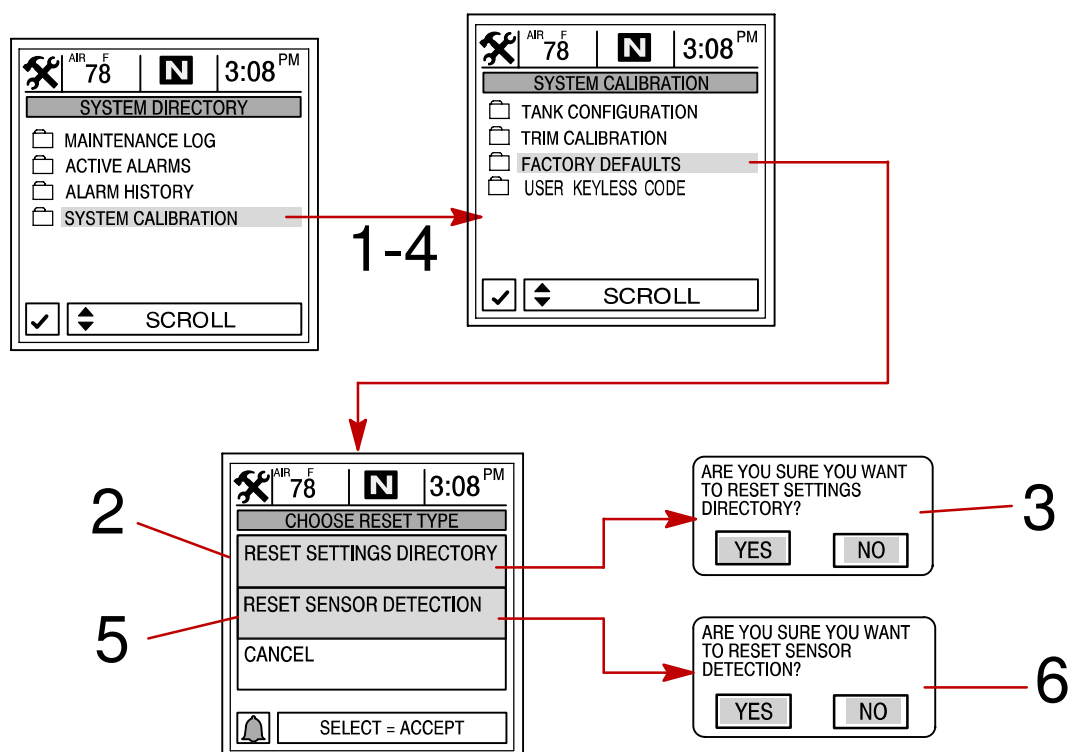 AIR F
78 N 3:08 PM
SYSTEM DIRECTORY
MAINTENANCE LOG
ACTIVE ALARMS
ALARM HISTORY
SYSTEM CALIBRATION
SCROLL
1-4
AIR F
78 N 3:08 PM
SYSTEM CALIBRATION
TANK CONFIGURATION
TRIM CALIBRATION
FACTORY DEFAULTS
USER KEYLESS CODE
SCROLL
2
5
AIR F
78 N 3:08 PM
CHOOSE RESET TYPE
RESET SETTINGS DIRECTORY
RESET SENSOR DETECTION
CANCEL
SELECT = ACCEPT
ARE YOU SURE YOU WANT
TO RESET SETTINGS
DIRECTORY?
YES NO
3
ARE YOU SURE YOU WANT
TO RESET SENSOR
DETECTION?
YES NO
6